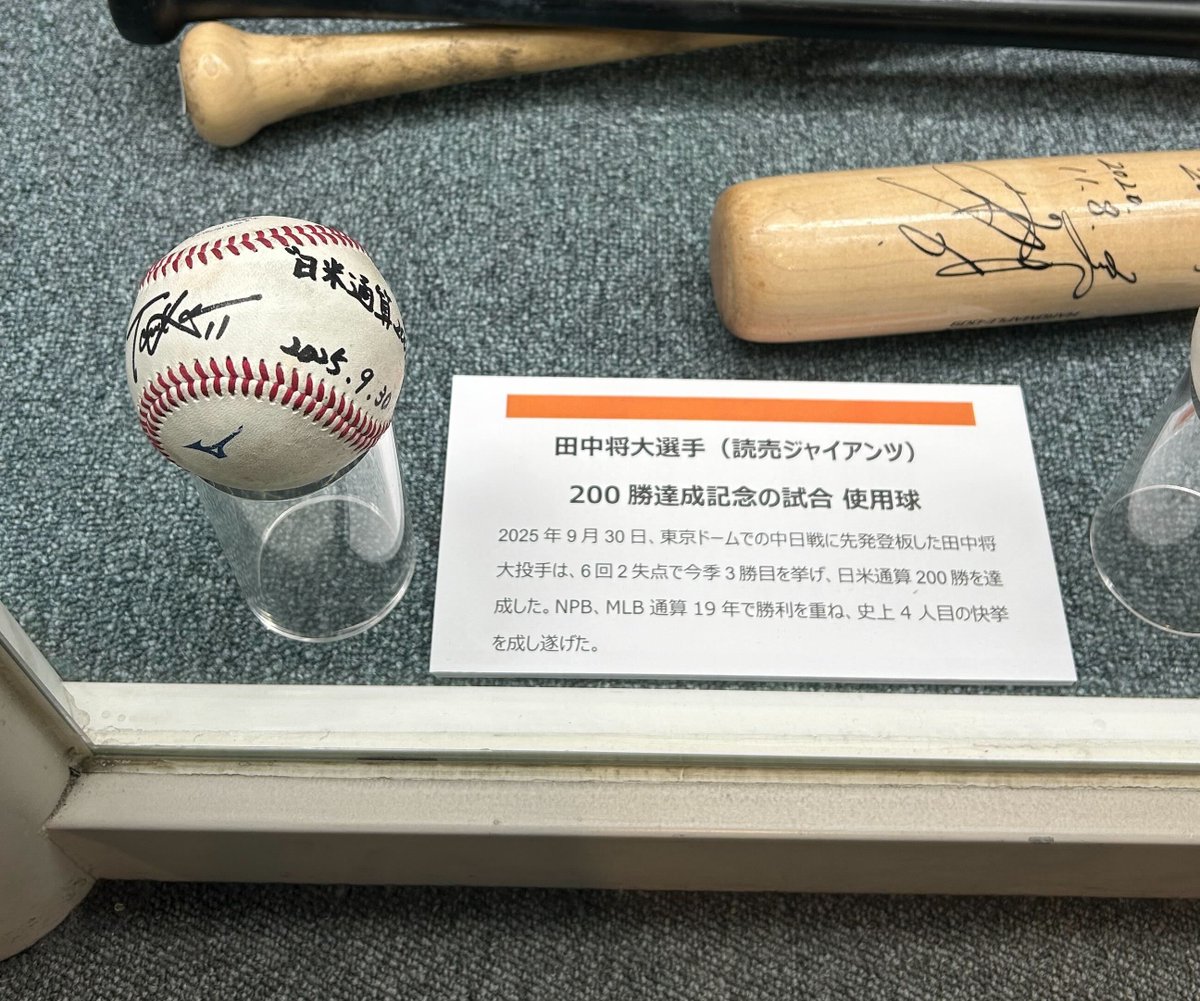 日米通算
2025.9.30
11
2020.
11.8.
田中将大選手（読売ジャイアンツ）
200 勝達成記念の試合 使用球
2025 年 9 月 30 日、東京ドームでの中日戦に先発登板した田中将
大投手は、6 回 2 失点で今季 3 勝目を挙げ、日米通算 200 勝を達
成した。NPB、MLB 通算 19 年で勝利を重ね、史上 4 人目の快挙
を成し遂げた。